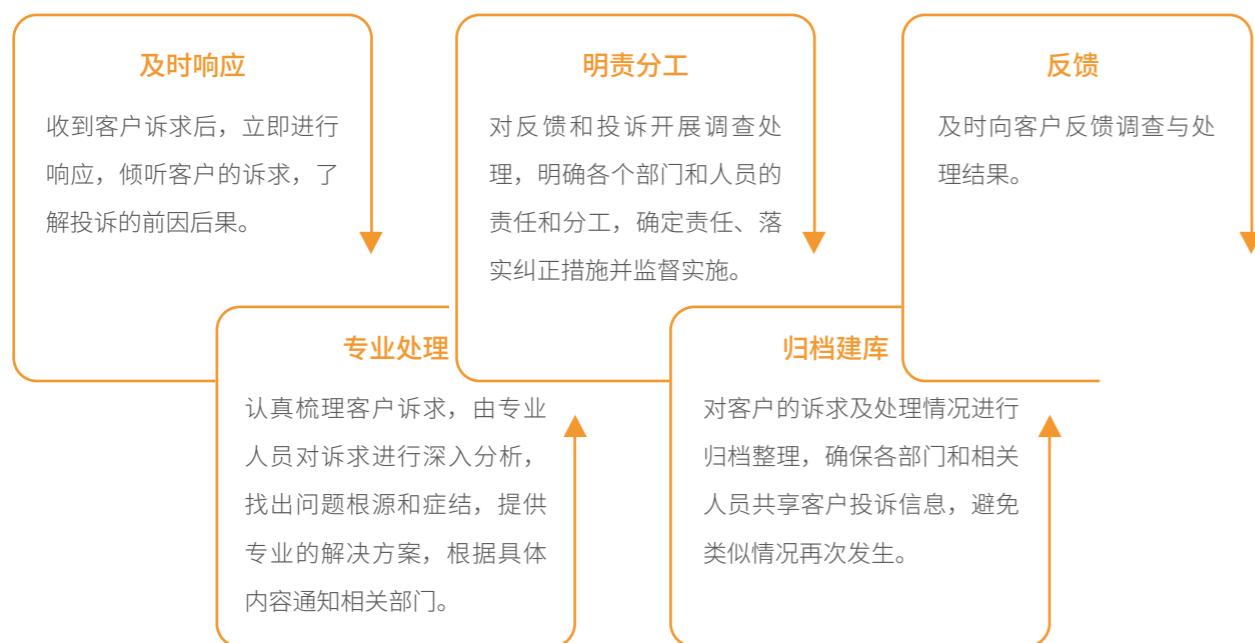 及时响应
收到客户诉求后，立即进行
响应，倾听客户的诉求，了
解投诉的前因后果。
专业处理
认真梳理客户诉求，由专业
人员对诉求进行深入分析，
找出问题根源和症结，提供
专业的解决方案，根据具体
内容通知相关部门。
明责分工
对反馈和投诉开展调查处
理，明确各个部门和人员的
责任和分工，确定责任、落
实纠正措施并监督实施。
归档建库
对客户的诉求及处理情况进行
归档整理，确保各部门和相关
人员共享客户投诉信息，避免
类似情况再次发生。
反馈
及时向客户反馈调查与处
理结果。